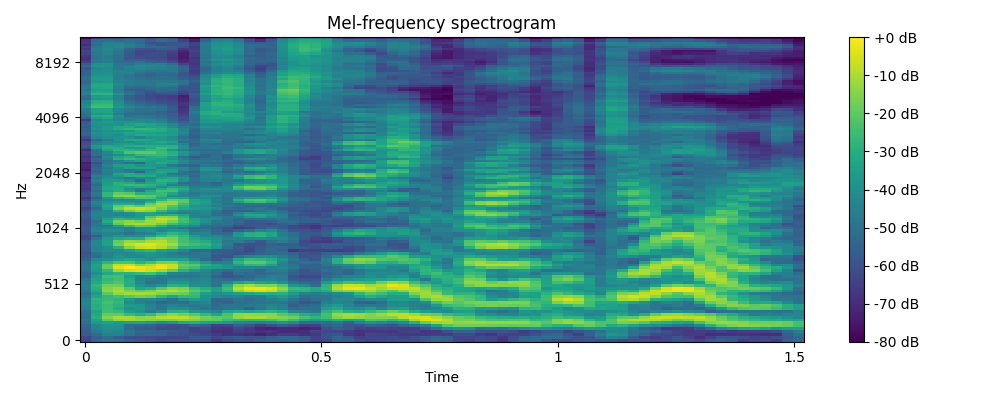 Mel-frequency spectrogram
Hz
8192
4096
2048
1024
512
0
0
0.5
1
1.5
Time
+0 dB
-10 dB
-20 dB
-30 dB
-40 dB
-50 dB
-60 dB
-70 dB
-80 dB